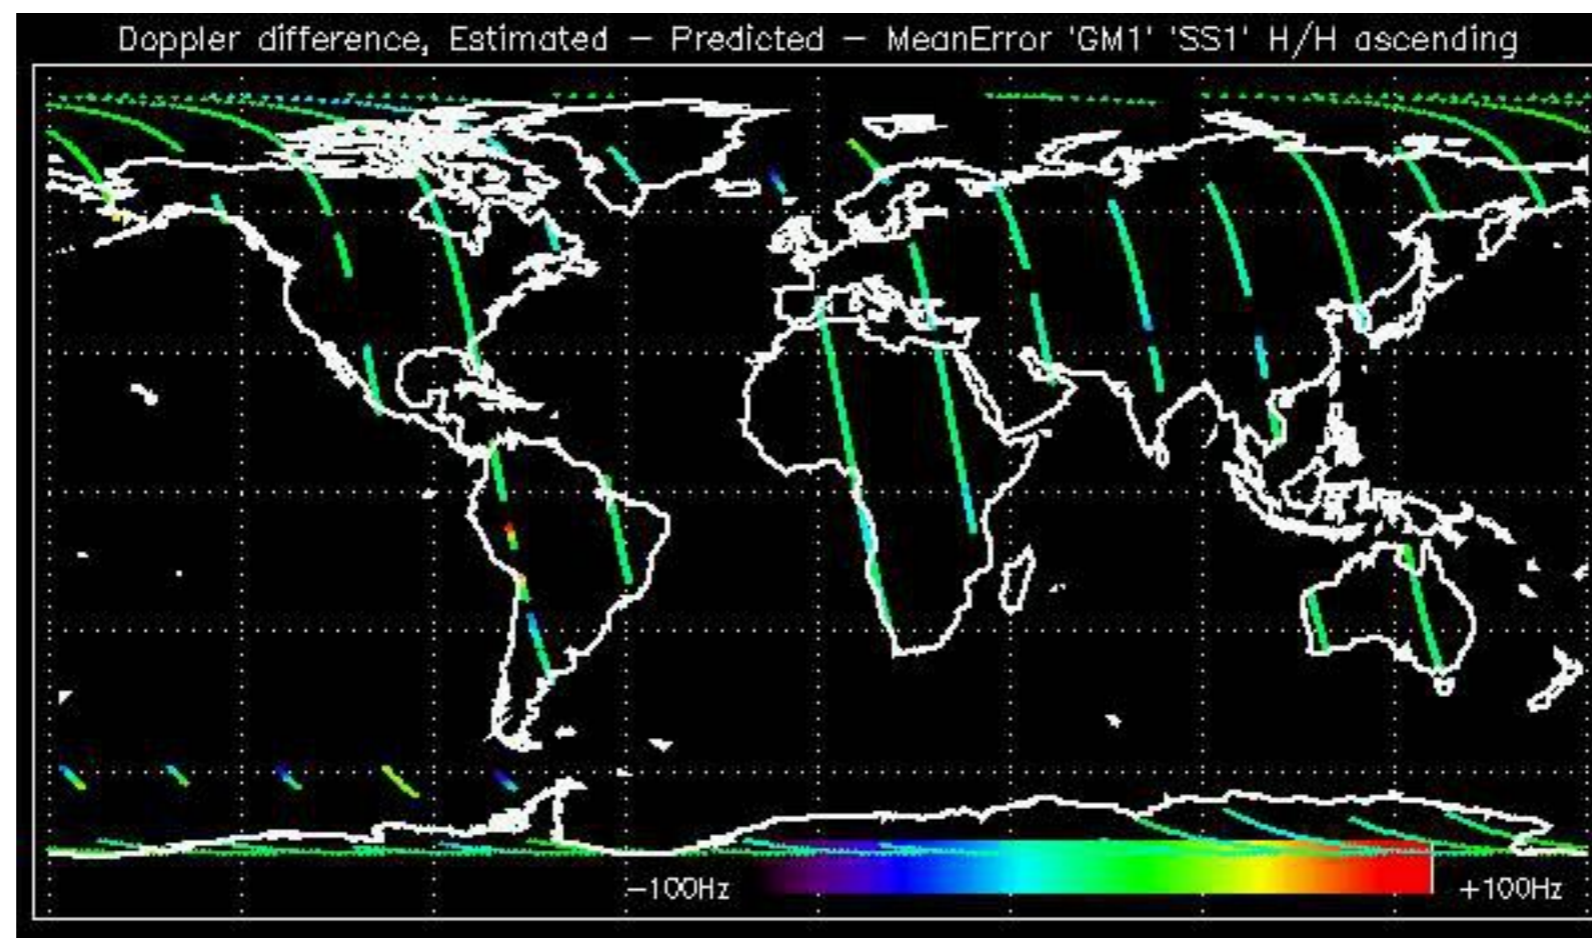 Doppler difference, Estimated − Predicted − MeanError 'GM1' 'SS1' H/H ascending
−100Hz +100Hz